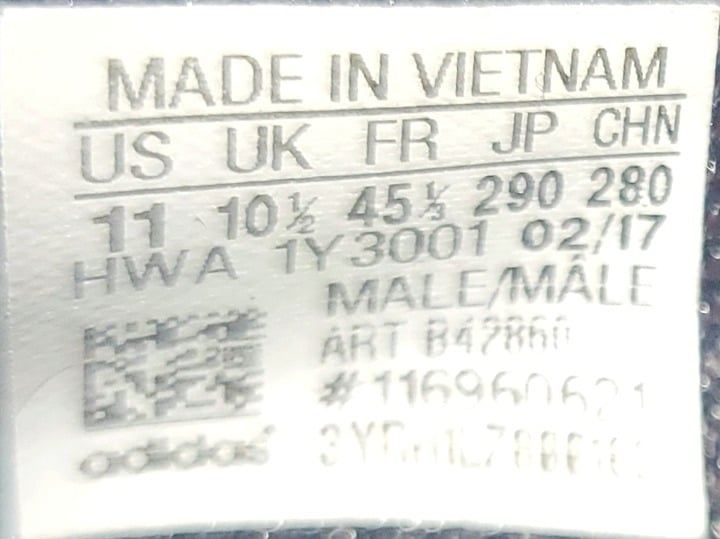 MADE IN VIETNAM
US UK FR JP CHN
11 10½ 45⅓ 290 280
HWA 1Y3001 02/17
MALE/MÂLE
ART B42860
#116960621
adidas